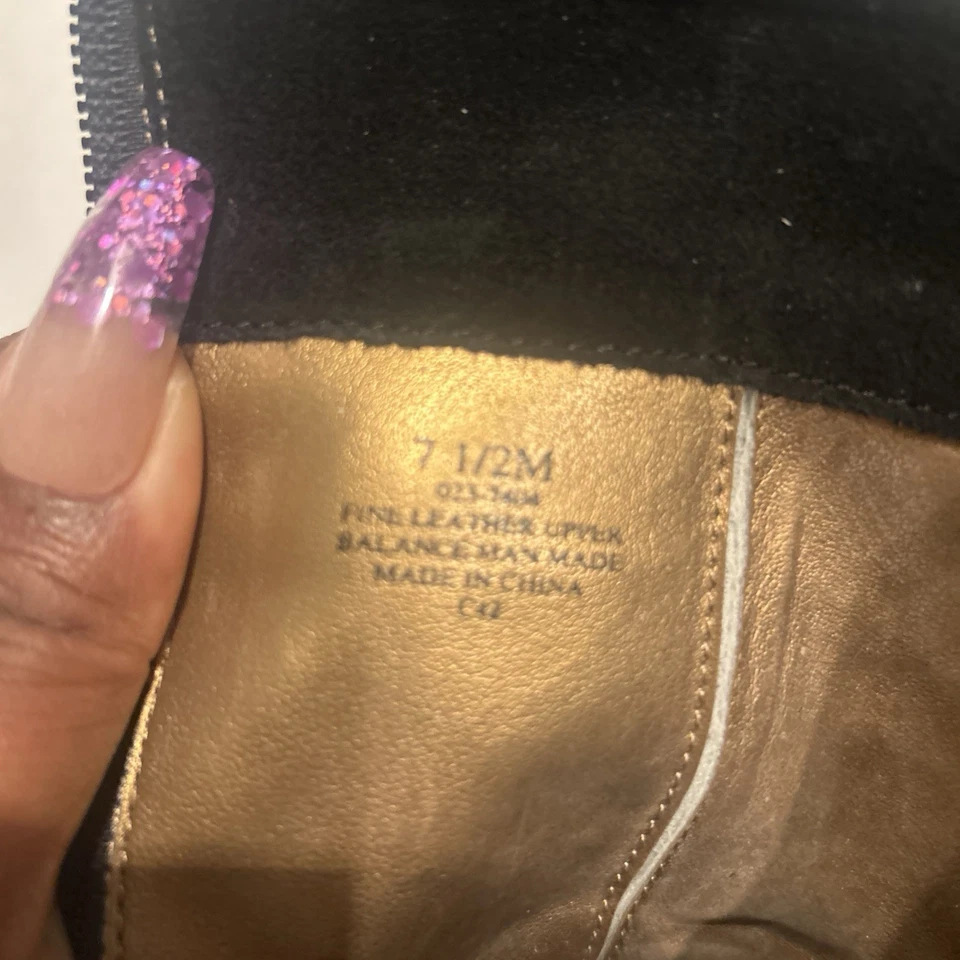 7 1/2M
023-7404
FINE LEATHER UPPER
BALANCE MAN MADE
MADE IN CHINA
C42